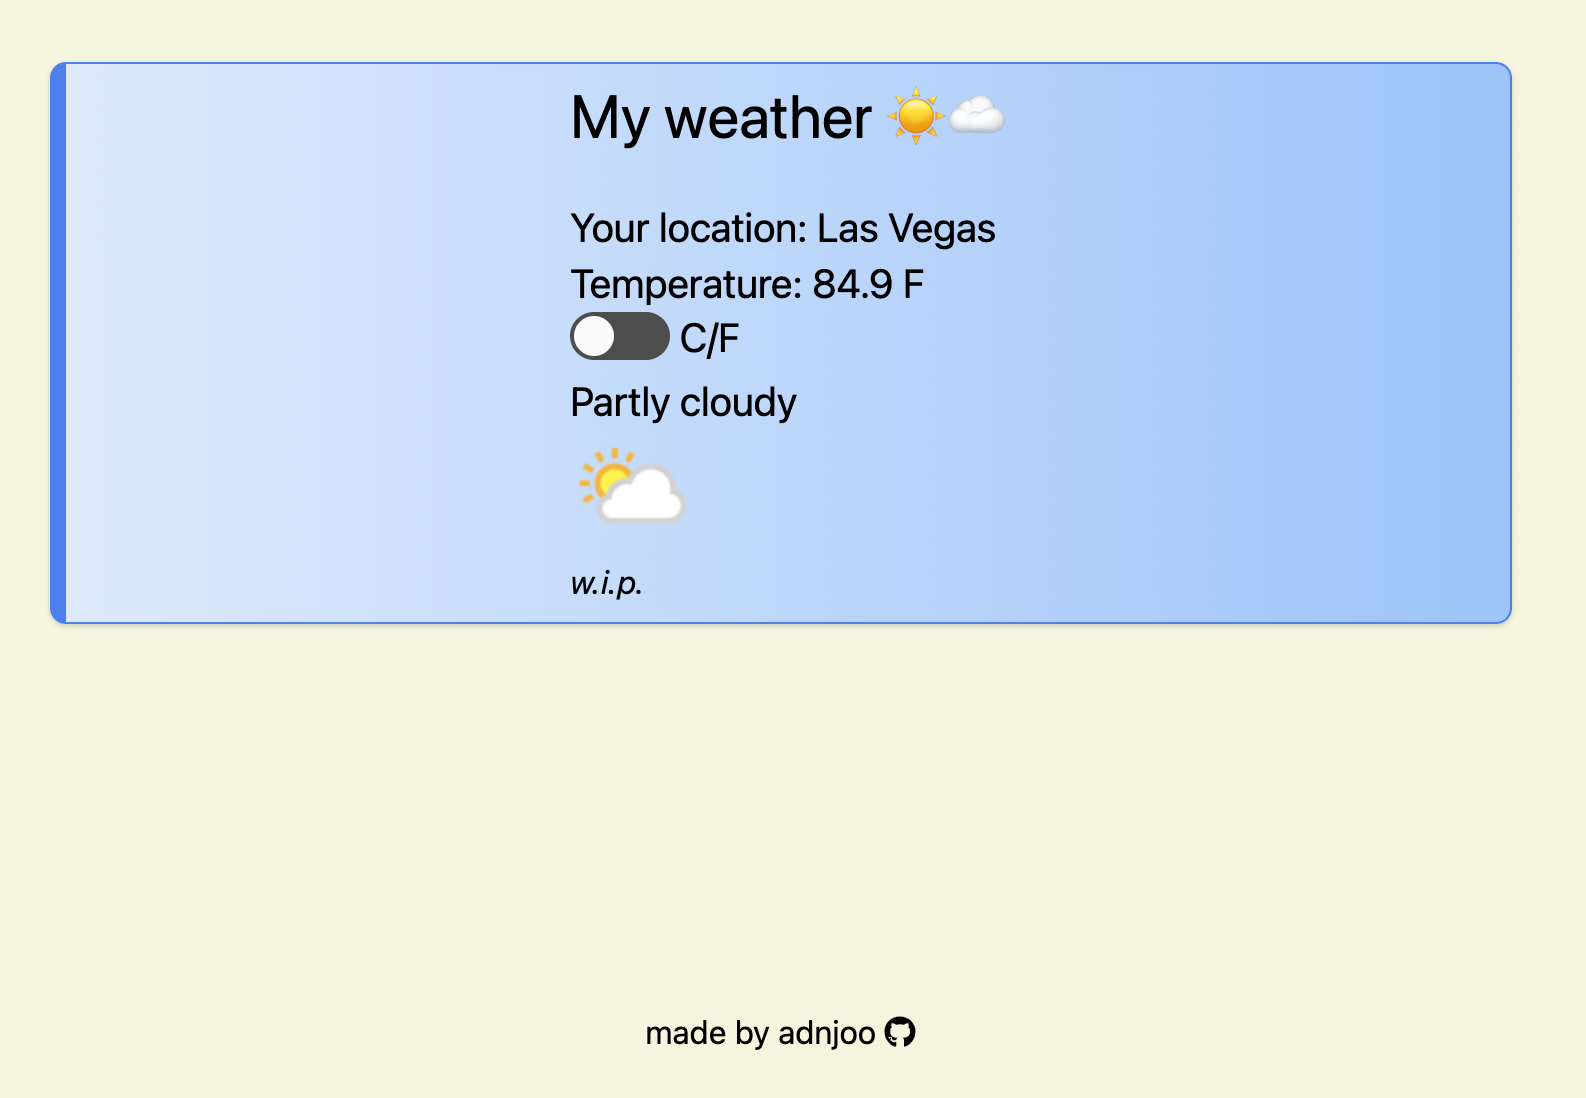 My weather ☀️☁️
Your location: Las Vegas
Temperature: 84.9 F
C/F
Partly cloudy
w.i.p.
made by adnjoo